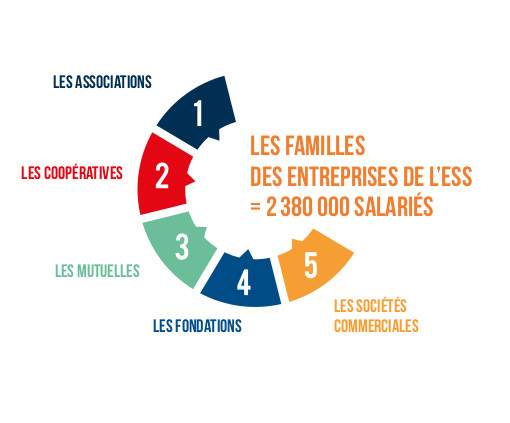 LES ASSOCIATIONS
1
LES FAMILLES
DES ENTREPRISES DE L'ESS
= 2 380 000 SALARIÉS
LES COOPÉRATIVES
2
3
LES MUTUELLES
4
LES FONDATIONS
5
LES SOCIÉTÉS
COMMERCIALES